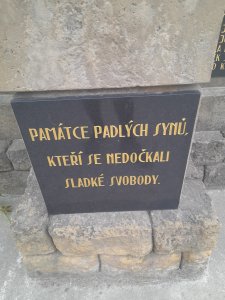 PAMÁTCE PADLÝCH SYNŮ,
KTEŘÍ SE NEDOČKALI
SLADKÉ SVOBODY.